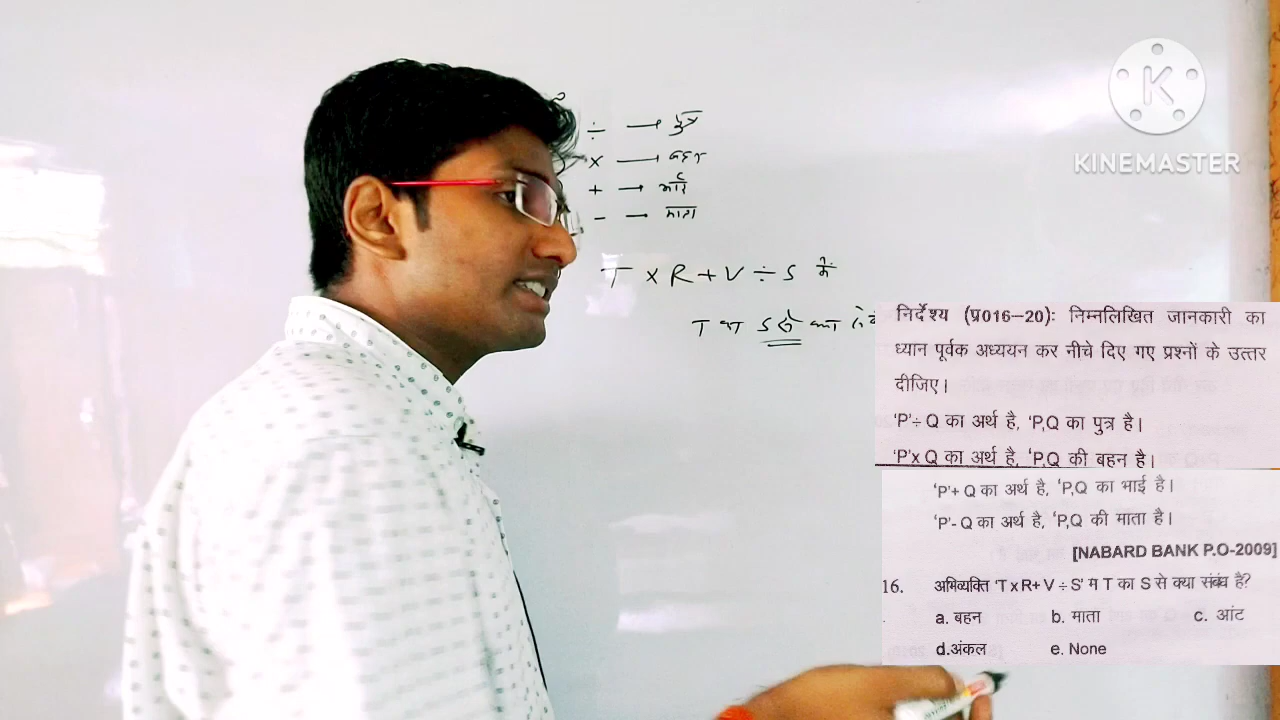 KINEMASTER
÷ → पुत्र
x → बहन
+ → भाई
- → माता
T x R + V ÷ S में
T का S से क्या
निर्देश्य (प्र016–20): निम्नलिखित जानकारी का
ध्यान पूर्वक अध्ययन कर नीचे दिए गए प्रश्नों के उत्तर
दीजिए।
'P'÷ Q का अर्थ है, 'P,Q का पुत्र है।
'P'x Q का अर्थ है, 'P,Q की बहन है।
'P'+ Q का अर्थ है, 'P,Q का भाई है।
'P'- Q का अर्थ है, 'P,Q की माता है।
[NABARD BANK P.O-2009]
16. अभिव्यक्ति 'T x R+ V ÷ S' म T का S से क्या संबंध है?
a. बहन b. माता c. आंट
d.अंकल e. None